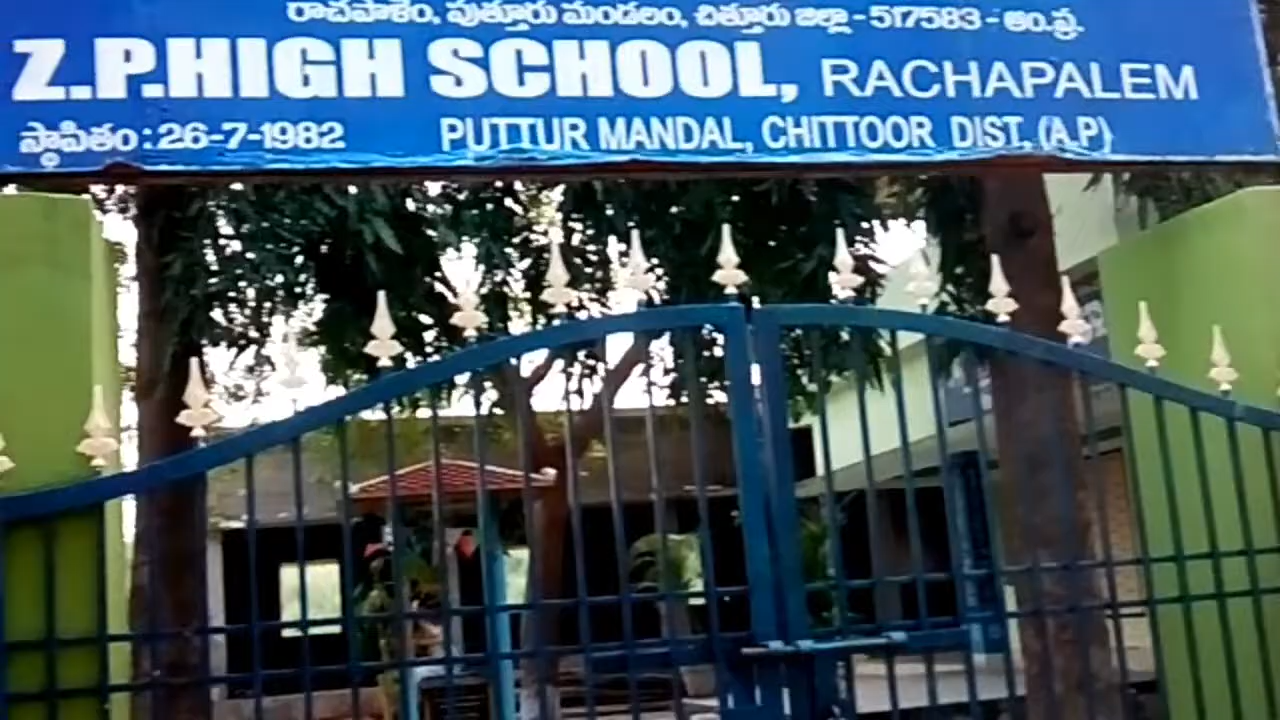 రాచపాళెం, పుత్తూరు మండలం, చిత్తూరు జిల్లా - 517583 - ఆం.ప్ర.
Z.P.HIGH SCHOOL, RACHAPALEM
స్థాపితం : 26-7-1982 PUTTUR MANDAL, CHITTOOR DIST, (A.P)